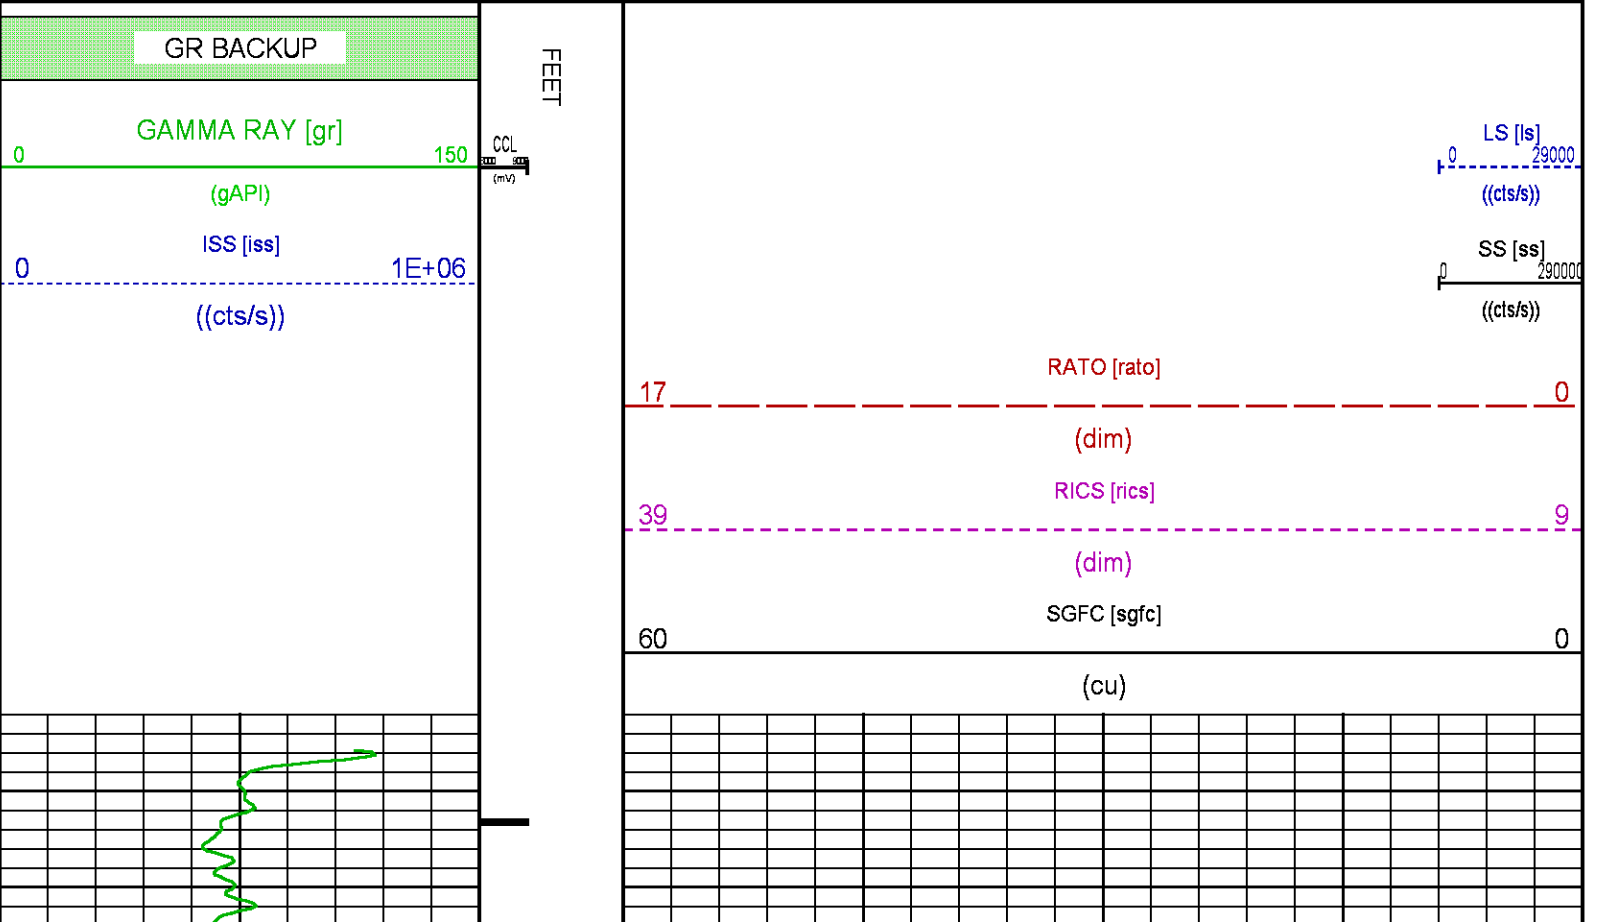 GR BACKUP
GAMMA RAY [gr]
0 150
(gAPI)
ISS [iss]
0 1E+06
((cts/s))
FEET
CCL
(mV)
LS [ls]
0 29000
((cts/s))
SS [ss]
0 290000
((cts/s))
RATO [rato]
17 0
(dim)
RICS [rics]
39 9
(dim)
SGFC [sgfc]
60 0
(cu)